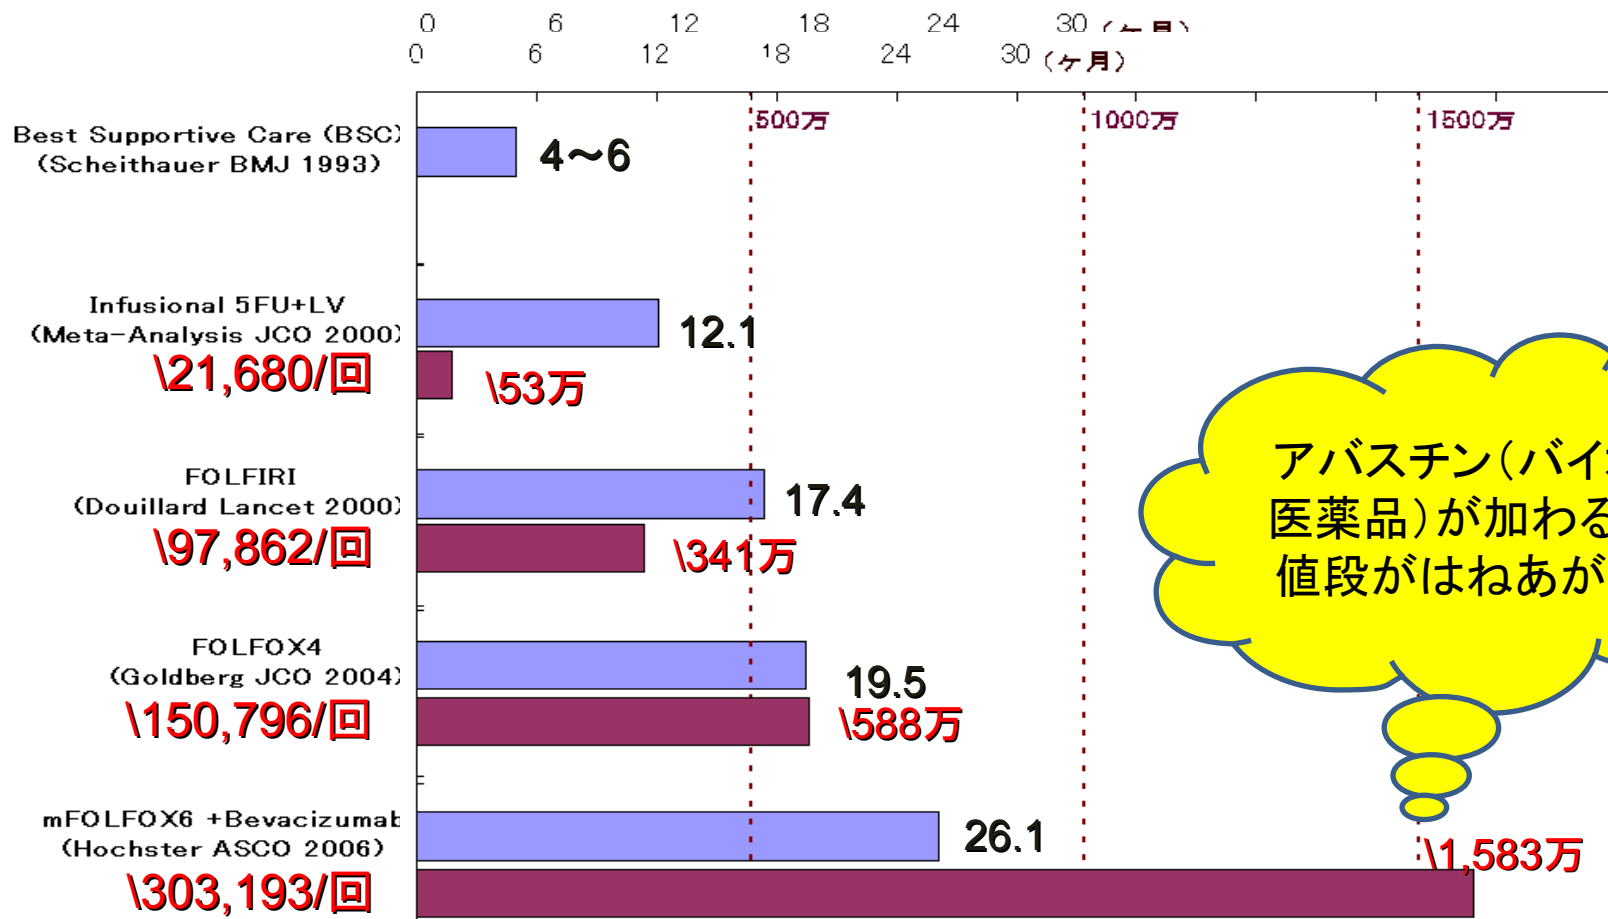 0 6 12 18 24 30 (ヶ月)
0 6 12 18 24 30 (ヶ月)
500万 1000万 1500万
Best Supportive Care (BSC)
(Scheithauer BMJ 1993)
4～6
Infusional 5FU+LV
(Meta-Analysis JCO 2000)
12.1
\21,680/回
\53万
アバスチン（バイ
医薬品）が加わる
値段がはねあが
FOLFIRI
(Douillard Lancet 2000)
17.4
\97,862/回
\341万
FOLFOX4
(Goldberg JCO 2004)
19.5
\150,796/回
\588万
mFOLFOX6 +Bevacizumab
(Hochster ASCO 2006)
26.1
\303,193/回
\1,583万